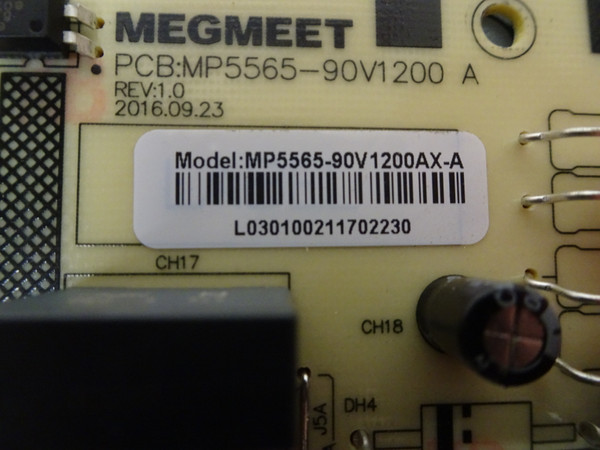 MEGMEET
PCB:MP5565-90V1200 A
REV:1.0
2016.09.23
Model:MP5565-90V1200AX-A
L030100211702230
CH17
CH18
J5A
DH4